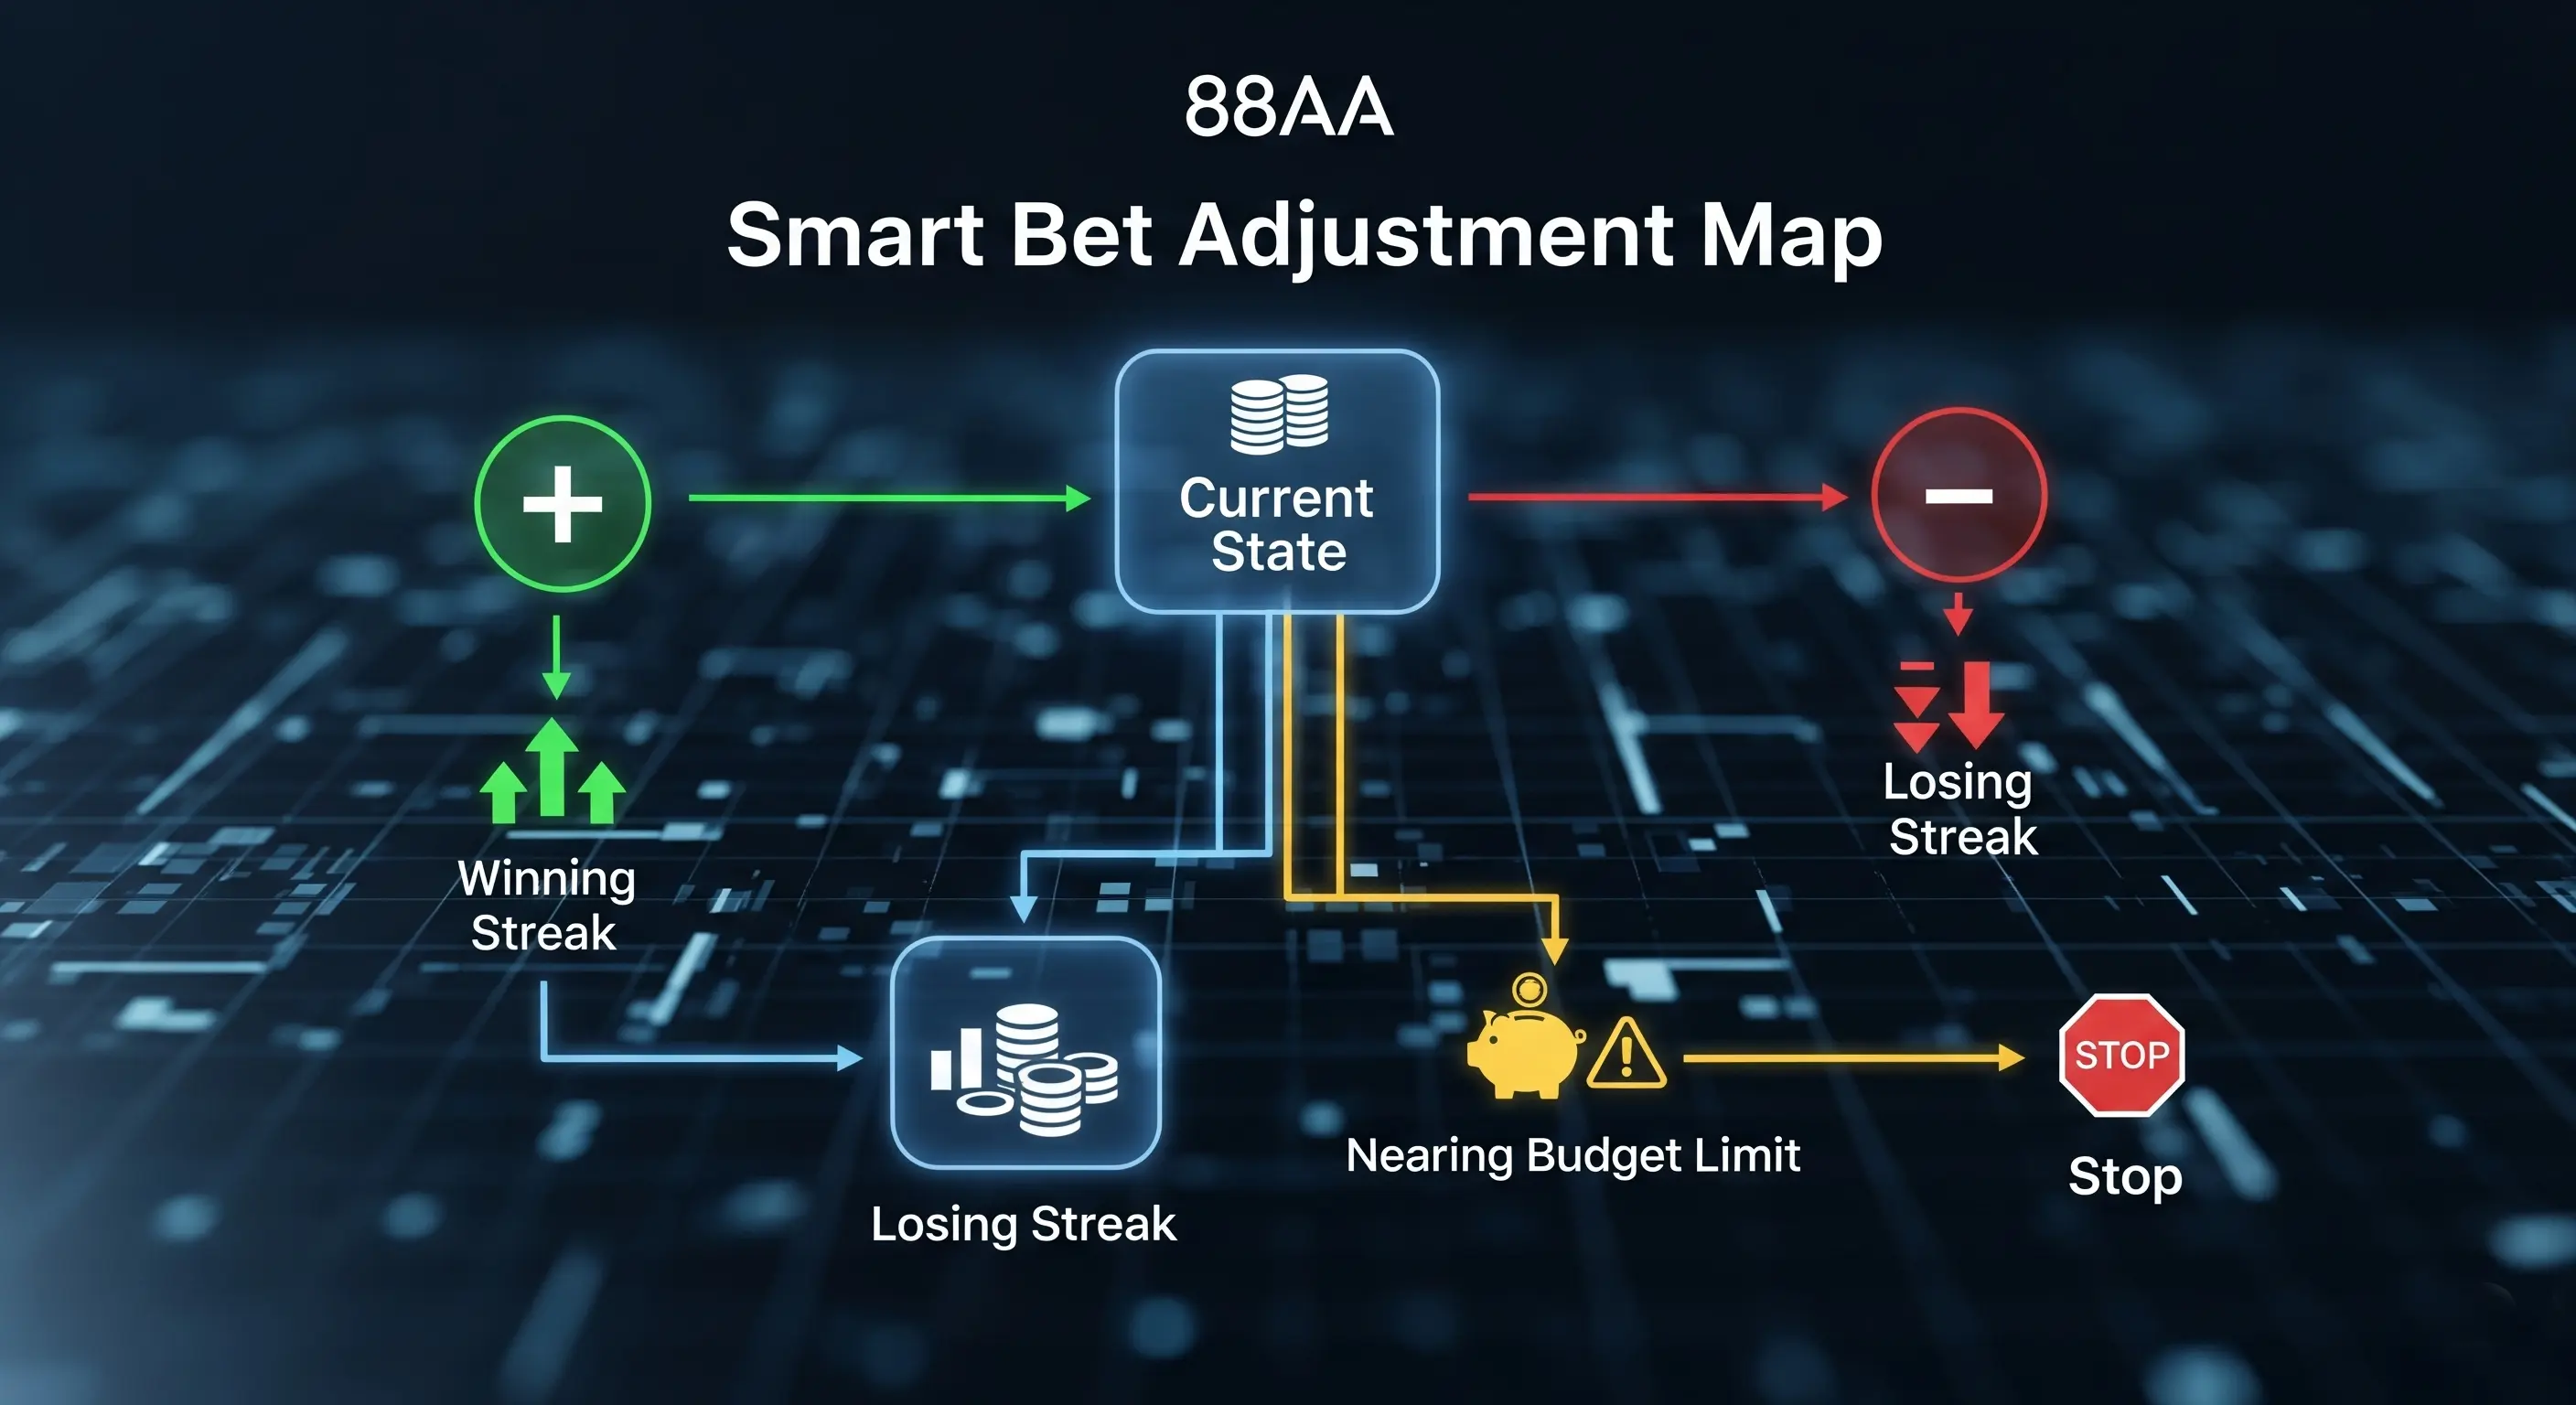 88AA
Smart Bet Adjustment Map
Current
State
Losing
Streak
Winning
Streak
STOP
Nearing Budget Limit
Stop
Losing Streak